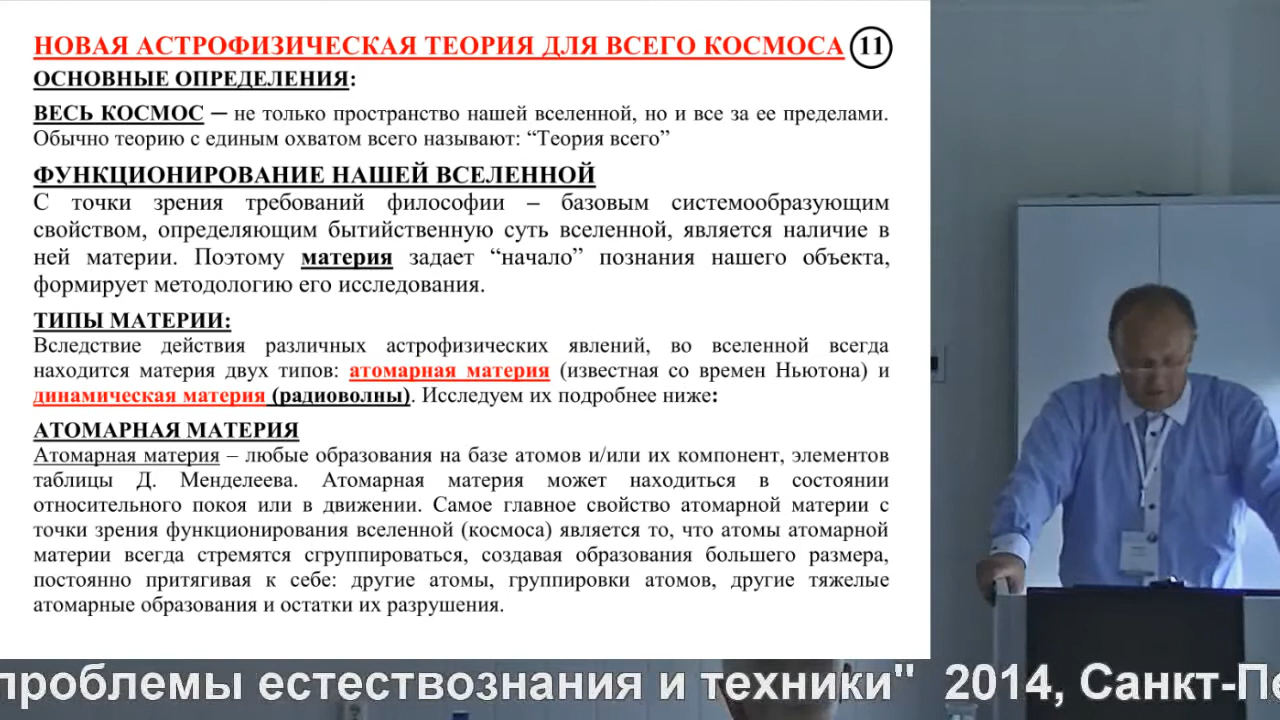 НОВАЯ АСТРОФИЗИЧЕСКАЯ ТЕОРИЯ ДЛЯ ВСЕГО КОСМОСА 11
ОСНОВНЫЕ ОПРЕДЕЛЕНИЯ:
ВЕСЬ КОСМОС – не только пространство нашей вселенной, но и все за ее пределами.
Обычно теорию с единым охватом всего называют: “Теория всего”
ФУНКЦИОНИРОВАНИЕ НАШЕЙ ВСЕЛЕННОЙ
С точки зрения требований философии – базовым системообразующим
свойством, определяющим бытийственную суть вселенной, является наличие в
ней материи. Поэтому материя задает “начало” познания нашего объекта,
формирует методологию его исследования.
ТИПЫ МАТЕРИИ:
Вследствие действия различных астрофизических явлений, во вселенной всегда
находится материя двух типов: атомарная материя (известная со времен Ньютона) и
динамическая материя (радиоволны). Исследуем их подробнее ниже:
АТОМАРНАЯ МАТЕРИЯ
Атомарная материя – любые образования на базе атомов и/или их компонент, элементов
таблицы Д. Менделеева. Атомарная материя может находиться в состоянии
относительного покоя или в движении. Самое главное свойство атомарной материи с
точки зрения функционирования вселенной (космоса) является то, что атомы атомарной
материи всегда стремятся сгруппироваться, создавая образования большего размера,
постоянно притягивая к себе: другие атомы, группировки атомов, другие тяжелые
атомарные образования и остатки их разрушения.
проблемы естествознания и техники" 2014, Санкт-Пе